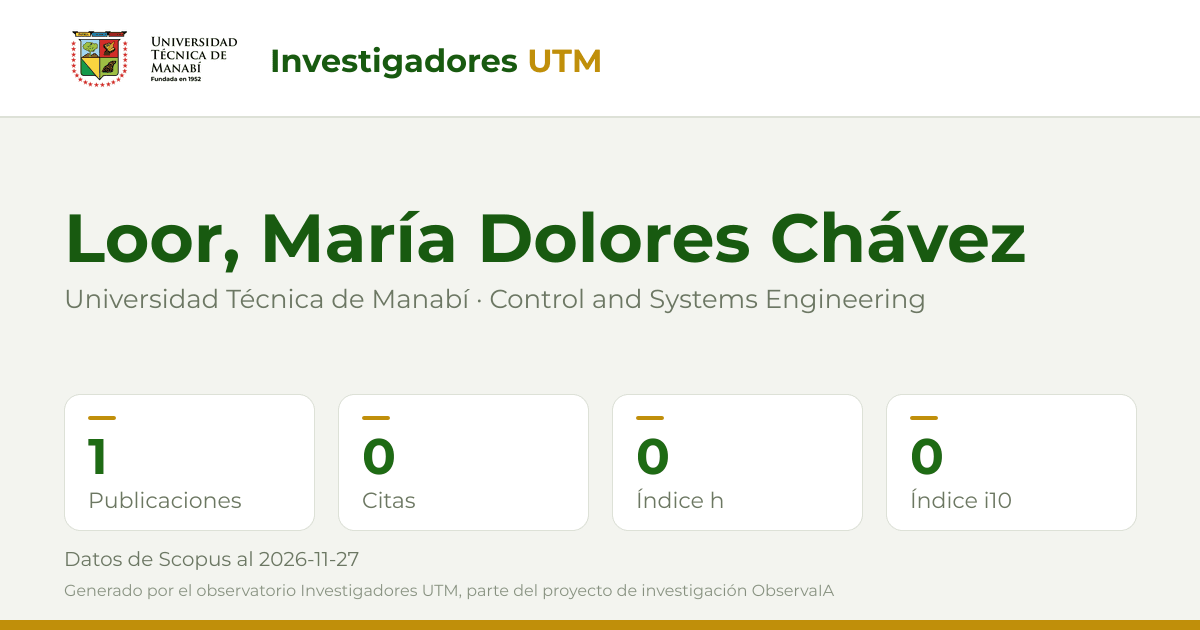 UNIVERSIDAD
TÉCNICA DE
MANABÍ
Fundada en 1952
Investigadores UTM
Loor, María Dolores Chávez
Universidad Técnica de Manabí · Control and Systems Engineering
1
Publicaciones
0
Citas
0
Índice h
0
Índice i10
Datos de Scopus al 2026-11-27
Generado por el observatorio Investigadores UTM, parte del proyecto de investigación ObservaIA